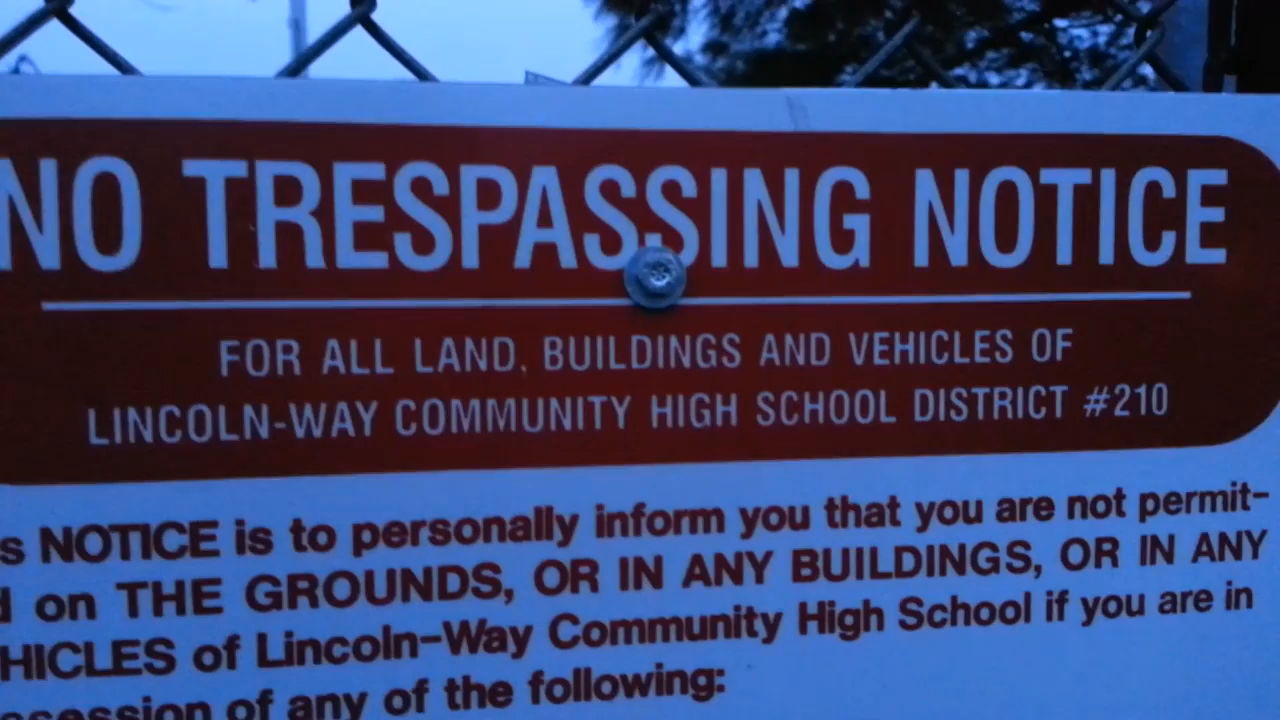 NO TRESPASSING NOTICE
FOR ALL LAND, BUILDINGS AND VEHICLES OF
LINCOLN-WAY COMMUNITY HIGH SCHOOL DISTRICT #210
s NOTICE is to personally inform you that you are not permit-
d on THE GROUNDS, OR IN ANY BUILDINGS, OR IN ANY
HICLES of Lincoln-Way Community High School if you are in
ssession of any of the following: